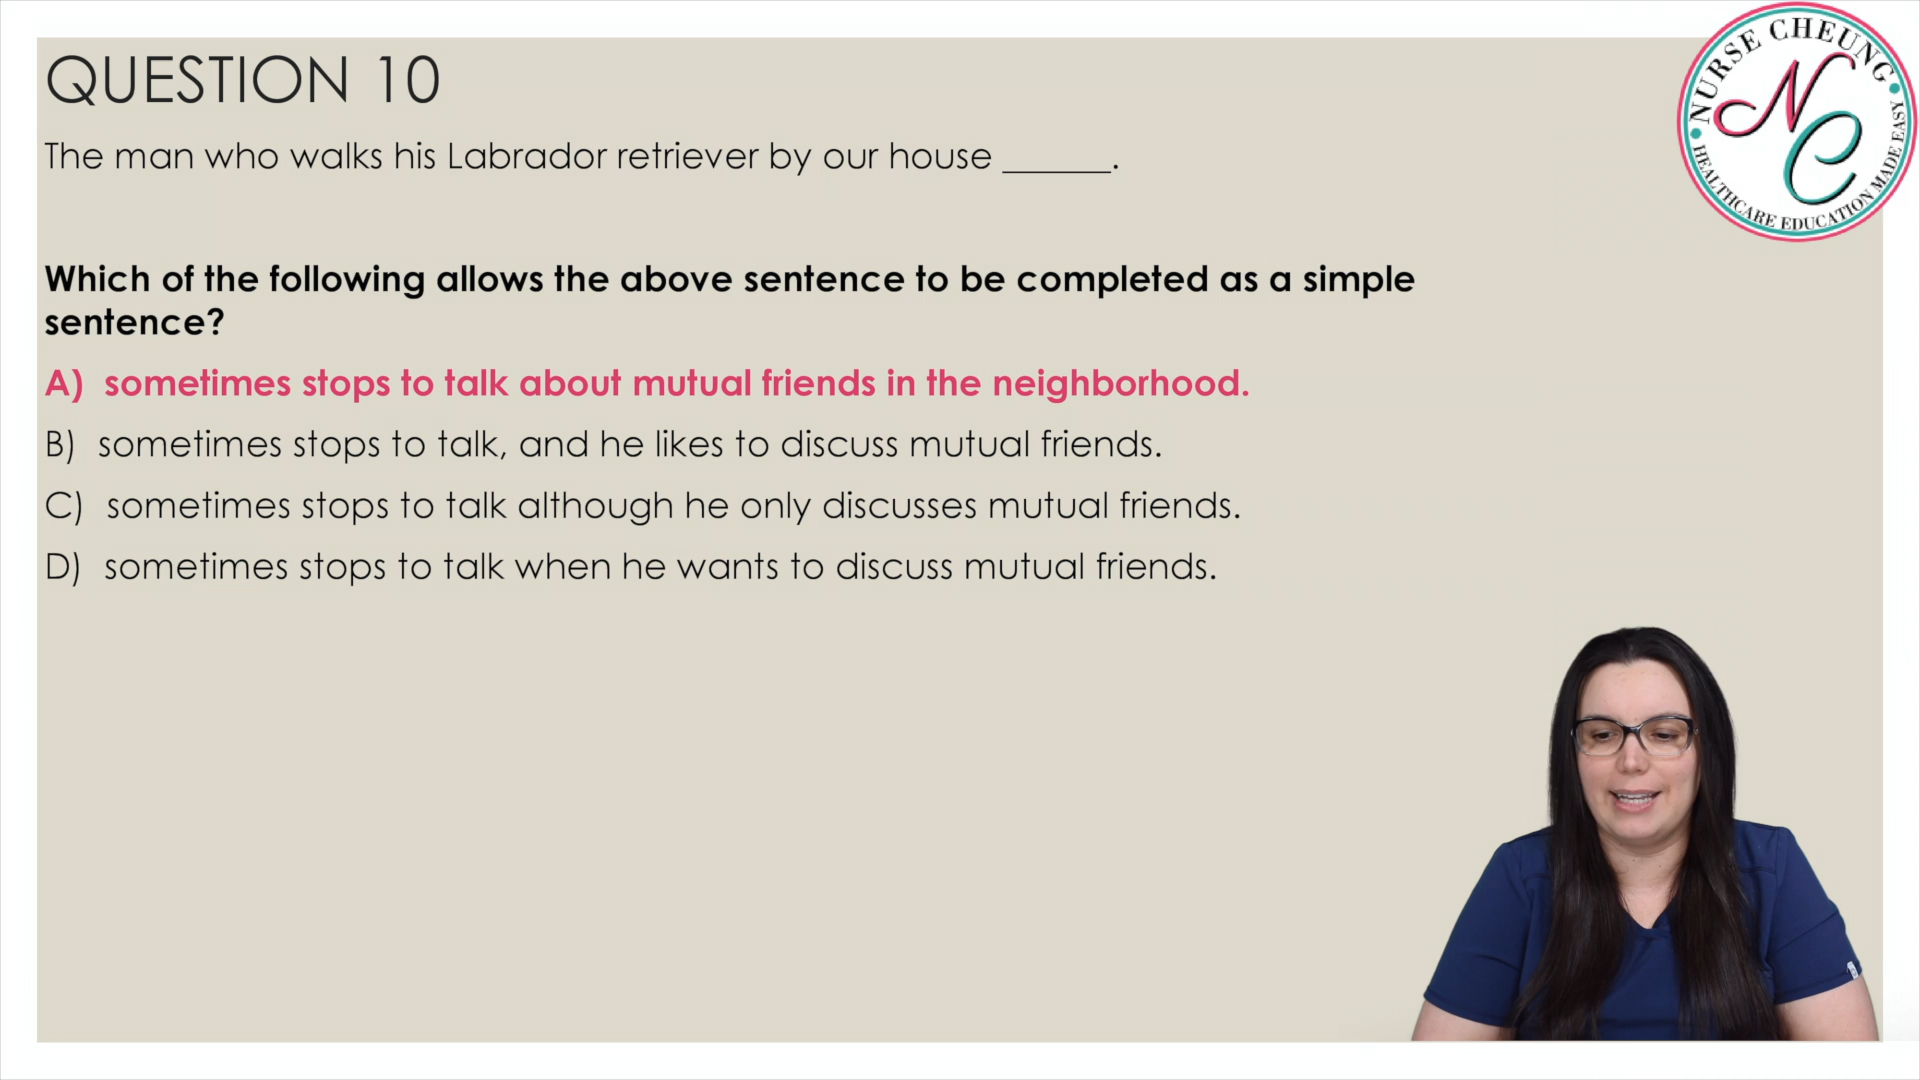 QUESTION 10
The man who walks his Labrador retriever by our house ______.
Which of the following allows the above sentence to be completed as a simple
sentence?
A) sometimes stops to talk about mutual friends in the neighborhood.
B) sometimes stops to talk, and he likes to discuss mutual friends.
C) sometimes stops to talk although he only discusses mutual friends.
D) sometimes stops to talk when he wants to discuss mutual friends.
NURSE CHEUNG
NC
HEALTHCARE EDUCATION MADE EASY